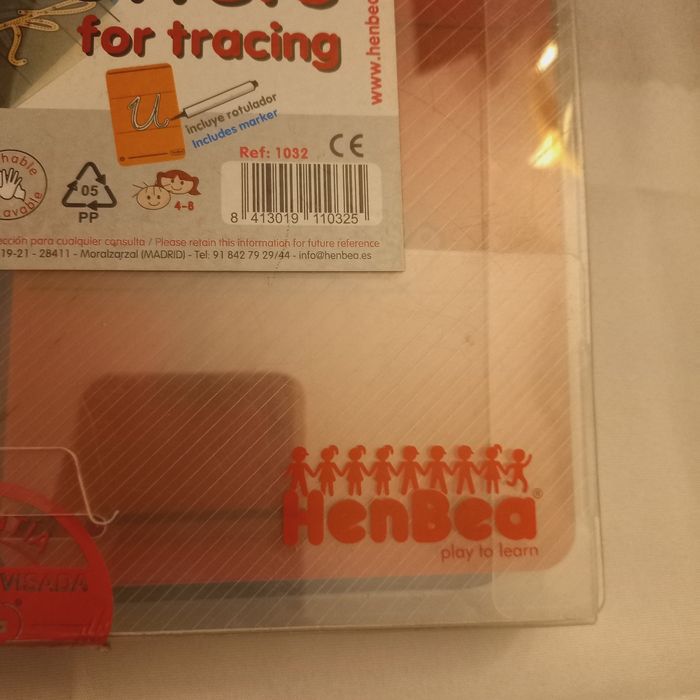 for tracing
www.henbea
incluye rotulador
Includes marker
Ref: 1032
CE
05
PP
4-8
8 413019 110325
ección para cualquier consulta / Please retain this information for future reference
19-21 - 28411 - Moralzarzal (MADRID) - Tel: 91 842 79 29/44 - info@henbea.es
HenBea®
play to learn